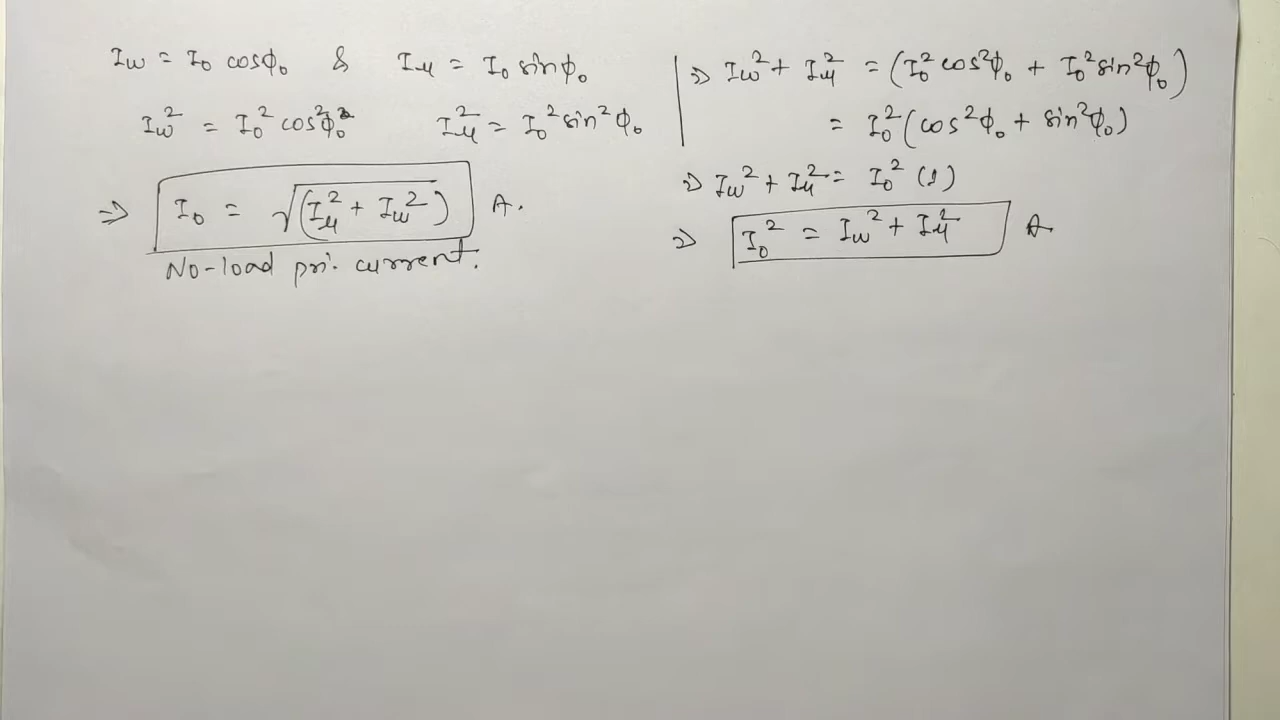 Iw = I₀ cosϕ₀ & Iμ = I₀ sinϕ₀
Iw² = I₀² cos²ϕ₀ Iμ² = I₀² sin²ϕ₀
⇒ I₀ = √(Iμ² + Iw²) A.
No-load pri. current.
⇒ Iw² + Iμ² = (I₀² cos²ϕ₀ + I₀² sin²ϕ₀)
= I₀² (cos²ϕ₀ + sin²ϕ₀)
⇒ Iw² + Iμ² = I₀² (1)
⇒ I₀² = Iw² + Iμ² A